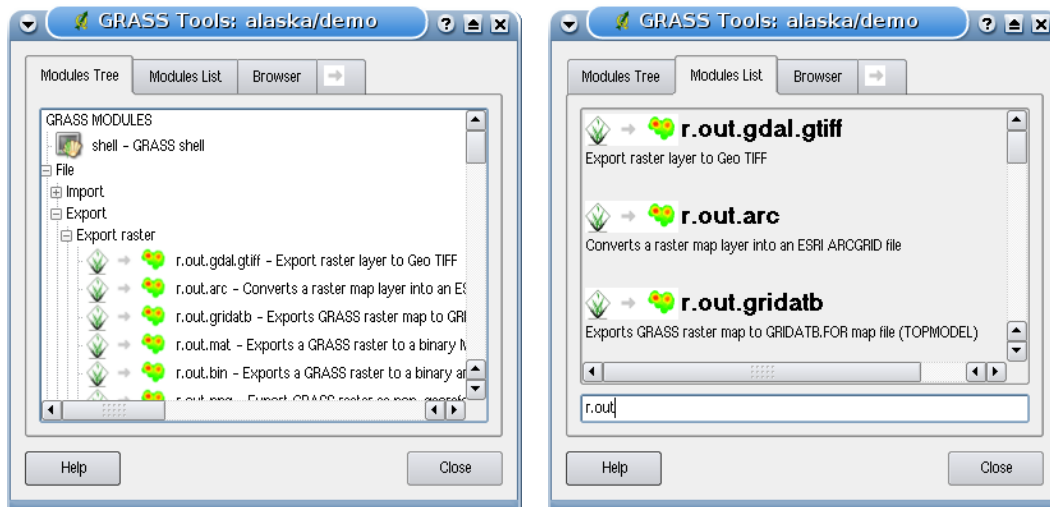 GRASS Tools: alaska/demo
Modules Tree
Modules List
Browser
GRASS MODULES
shell - GRASS shell
File
Import
Export
Export raster
r.out.gdal.gtiff - Export raster layer to Geo TIFF
r.out.arc - Converts a raster map layer into an ES
r.out.gridatb - Exports GRASS raster map to GRI
r.out.mat - Exports a GRASS raster to a binary M
r.out.bin - Exports a GRASS raster to a binary ar
Help
Close
GRASS Tools: alaska/demo
Modules Tree
Modules List
Browser
r.out.gdal.gtiff
Export raster layer to Geo TIFF
r.out.arc
Converts a raster map layer into an ESRI ARCGRID file
r.out.gridatb
Exports GRASS raster map to GRIDATB.FOR map file (TOPMODEL)
r.out
Help
Close